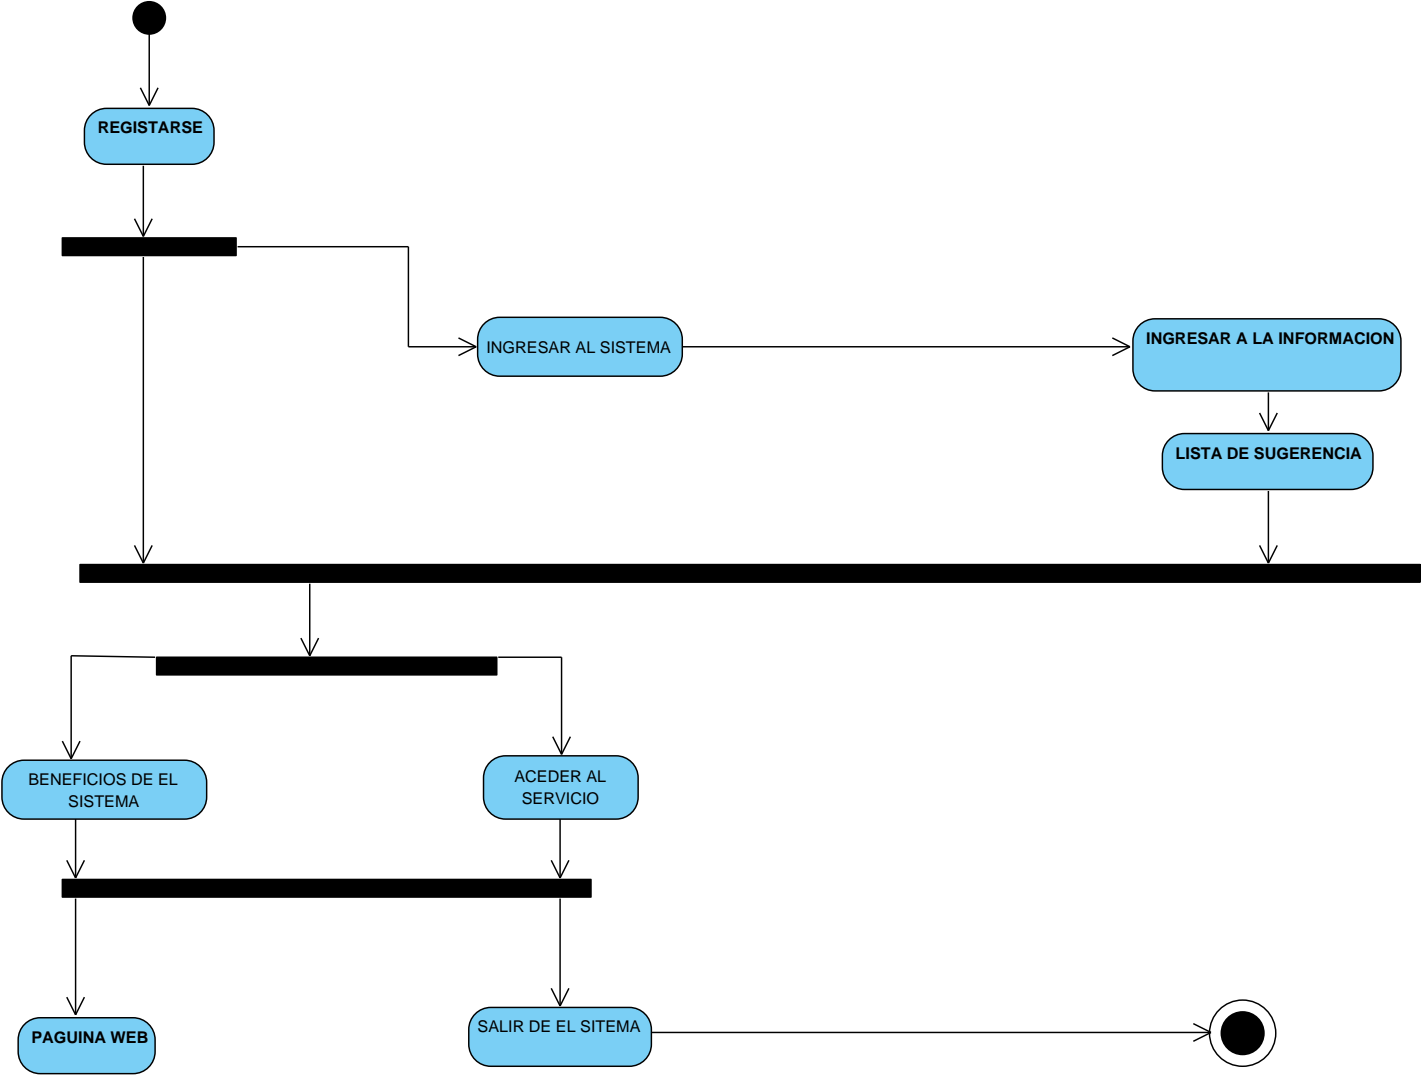 REGISTARSE
INGRESAR AL SISTEMA
INGRESAR A LA INFORMACION
LISTA DE SUGERENCIA
BENEFICIOS DE EL
SISTEMA
ACEDER AL
SERVICIO
PAGUINA WEB
SALIR DE EL SITEMA